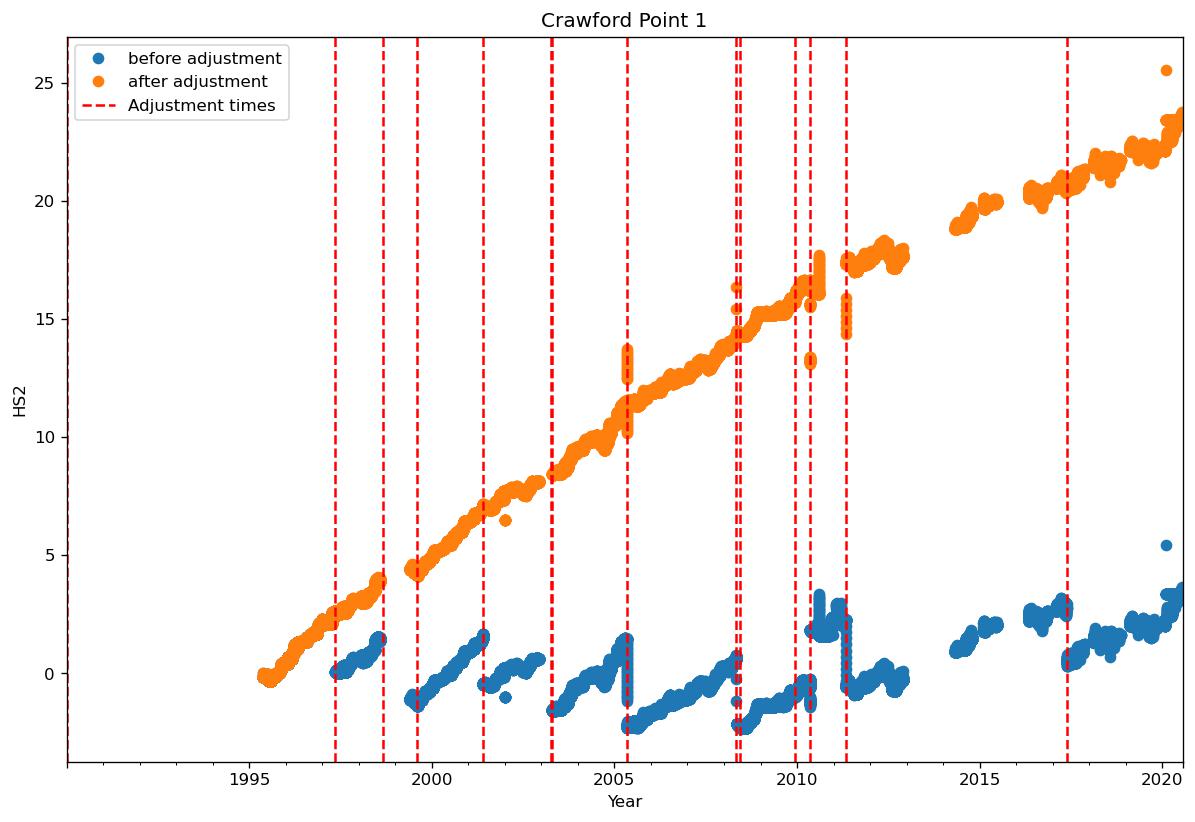 Crawford Point 1
before adjustment
after adjustment
Adjustment times
25
20
15
10
5
0
HS2
1995 2000 2005 2010 2015 2020
Year